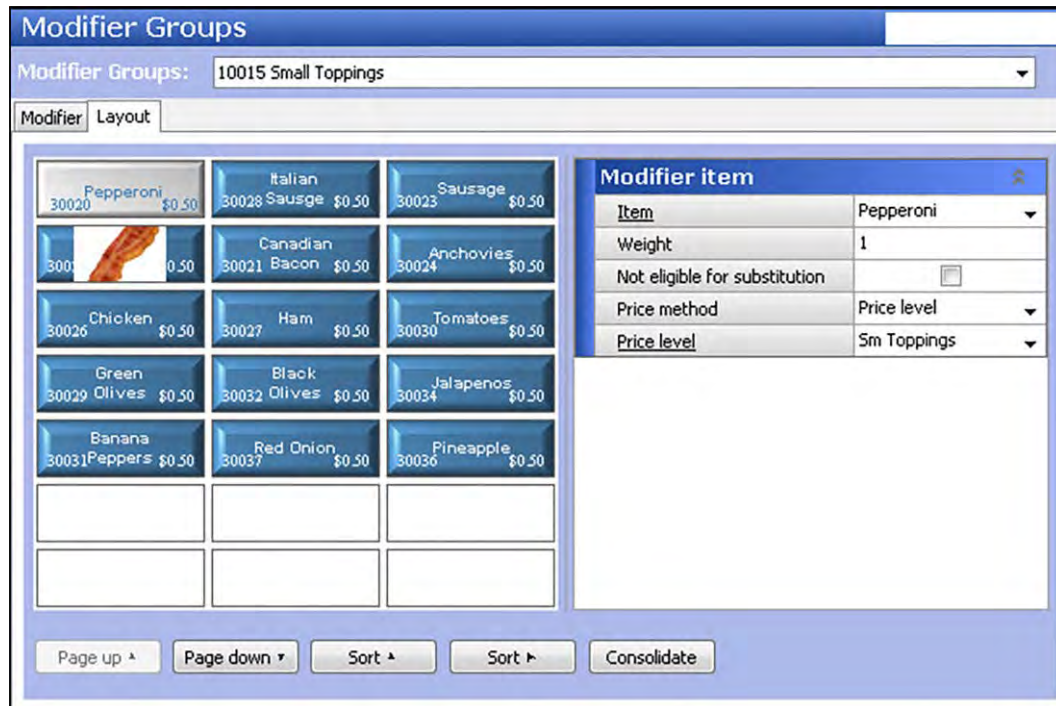 Modifier Groups
Modifier Groups: 10015 Small Toppings
Modifier Layout
Pepperoni
30020 $0.50
Italian
30028 Sausge $0.50
Sausage
30023 $0.50
Modifier item
Item Pepperoni
Weight 1
Not eligible for substitution
Price method Price level
Price level Sm Toppings
300 0.50
Canadian
30021 Bacon $0.50
Anchovies
30024 $0.50
Chicken
30026 $0.50
Ham
30027 $0.50
Tomatoes
30030 $0.50
Green
30029 Olives $0.50
Black
30032 Olives $0.50
Jalapenos
30034 $0.50
Banana
30031 Peppers $0.50
Red Onion
30037 $0.50
Pineapple
30036 $0.50
Page up Page down Sort Sort Consolidate